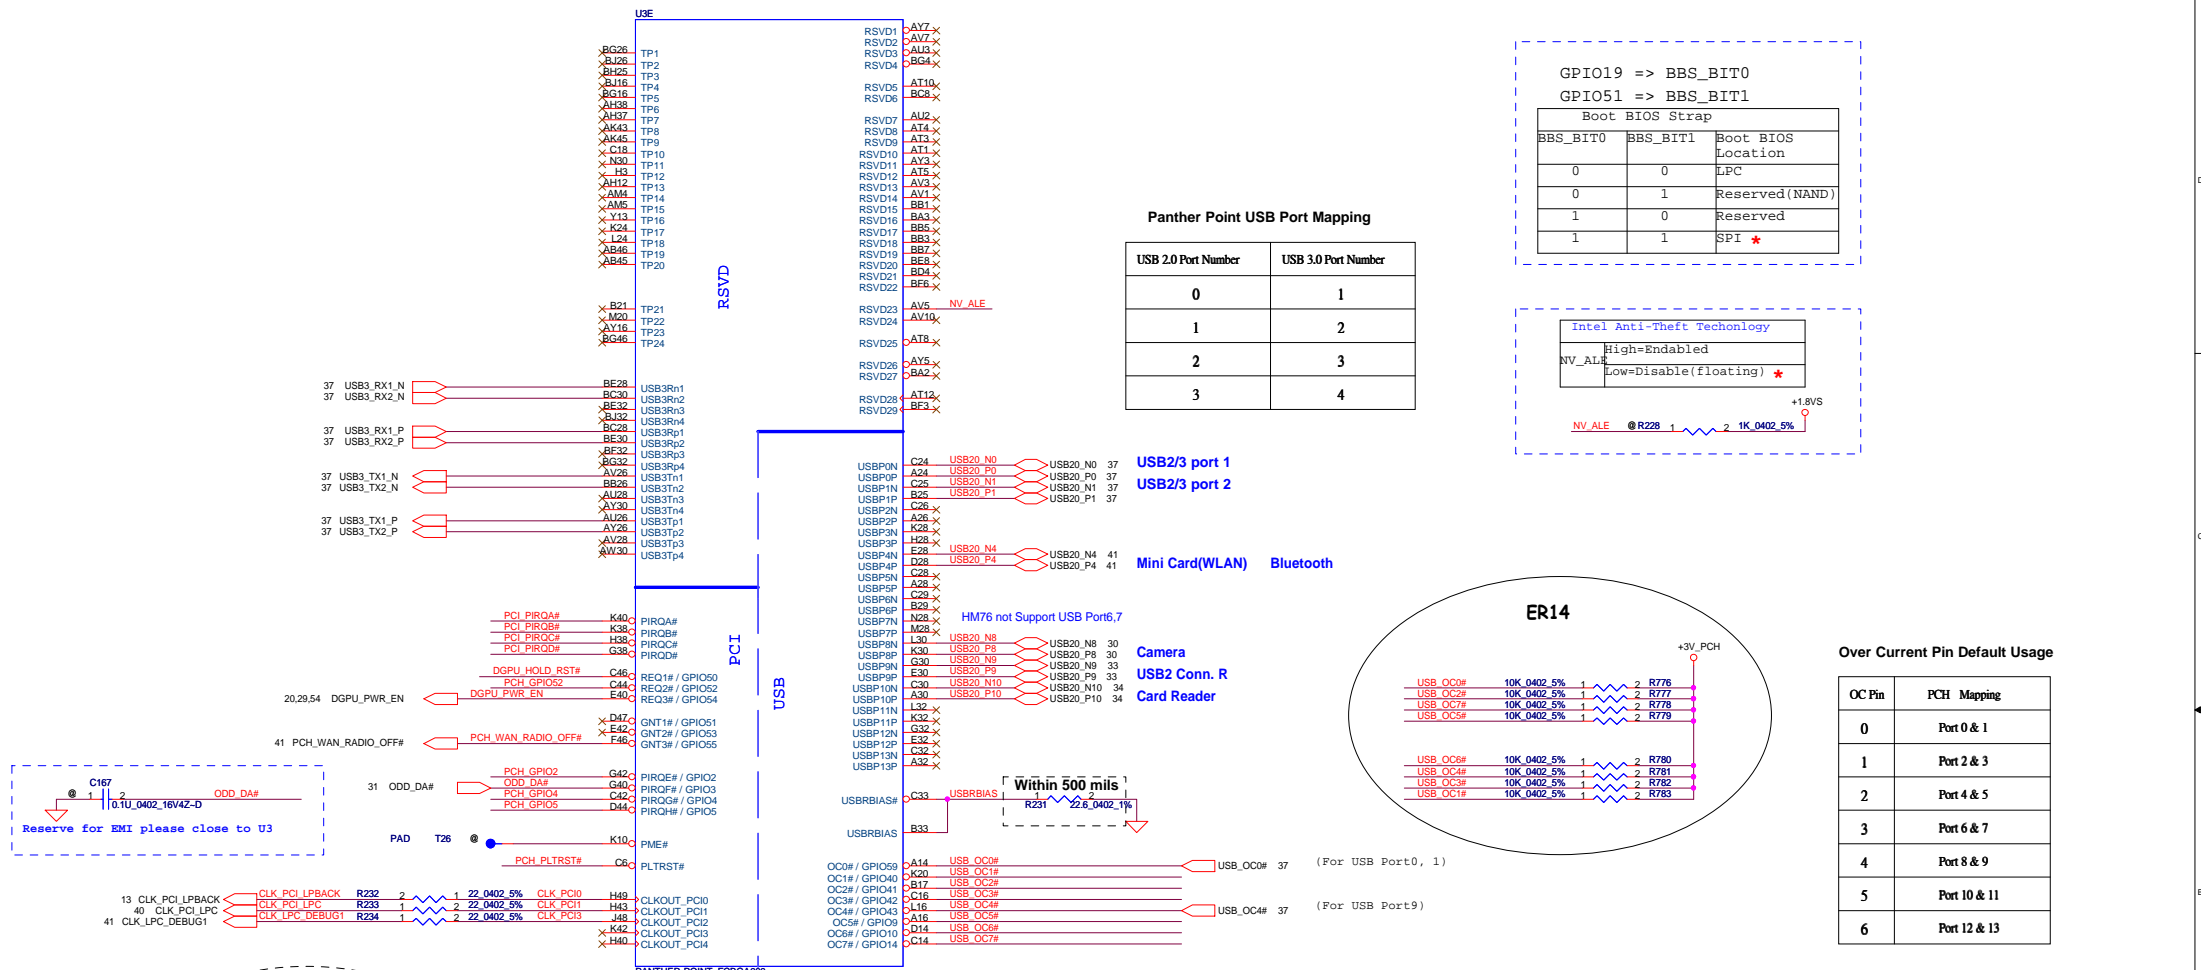 U3E
BG26 TP1
BJ26 TP2
BH25 TP3
BJ16 TP4
BG16 TP5
AH38 TP6
AH37 TP7
AK43 TP8
AK45 TP9
C18 TP10
N30 TP11
H3 TP12
AH12 TP13
AM4 TP14
AM5 TP15
Y13 TP16
K24 TP17
L24 TP18
AB46 TP19
AB45 TP20
B21 TP21
M20 TP22
AY16 TP23
BG46 TP24
RSVD
RSVD1 AY7
RSVD2 AV7
RSVD3 AU3
RSVD4 BG4
RSVD5 AT10
RSVD6 BC8
RSVD7 AU2
RSVD8 AT4
RSVD9 AT3
RSVD10 AT1
RSVD11 AY3
RSVD12 AT5
RSVD13 AV3
RSVD14 AV1
RSVD15 BB1
RSVD16 BA3
RSVD17 BB5
RSVD18 BB3
RSVD19 BB7
RSVD20 BE8
RSVD21 BD4
RSVD22 BF6
RSVD23 AV5 NV_ALE
RSVD24 AV10
RSVD25 AT8
RSVD26 AY5
RSVD27 BA2
RSVD28 AT12
RSVD29 BF3
37 USB3_RX1_N BE28 USB3Rn1
37 USB3_RX2_N BC30 USB3Rn2
BE32 USB3Rn3
BJ32 USB3Rn4
37 USB3_RX1_P BC28 USB3Rp1
37 USB3_RX2_P BE30 USB3Rp2
BF32 USB3Rp3
BG32 USB3Rp4
37 USB3_TX1_N AV26 USB3Tn1
37 USB3_TX2_N BB26 USB3Tn2
AU28 USB3Tn3
AY30 USB3Tn4
37 USB3_TX1_P AU26 USB3Tp1
37 USB3_TX2_P AY26 USB3Tp2
AV28 USB3Tp3
AW30 USB3Tp4
PCI
PCI_PIRQA# K40 PIRQA#
PCI_PIRQB# K38 PIRQB#
PCI_PIRQC# H38 PIRQC#
PCI_PIRQD# G38 PIRQD#
DGPU_HOLD_RST# C46 REQ1# / GPIO50
PCH_GPIO52 C44 REQ2# / GPIO52
20,29,54 DGPU_PWR_EN DGPU_PWR_EN E40 REQ3# / GPIO54
D47 GNT1# / GPIO51
E42 GNT2# / GPIO53
41 PCH_WAN_RADIO_OFF# PCH_WAN_RADIO_OFF# F46 GNT3# / GPIO55
PCH_GPIO2 G42 PIRQE# / GPIO2
31 ODD_DA# ODD_DA# G40 PIRQF# / GPIO3
PCH_GPIO4 C42 PIRQG# / GPIO4
PCH_GPIO5 D44 PIRQH# / GPIO5
PAD T26 @ K10 PME#
PCH_PLTRST# C6 PLTRST#
13 CLK_PCI_LPBACK CLK_PCI_LPBACK R232 2 1 22_0402_5% CLK_PCI0 H49 CLKOUT_PCI0
40 CLK_PCI_LPC CLK_PCI_LPC R233 1 2 22_0402_5% CLK_PCI1 H43 CLKOUT_PCI1
41 CLK_LPC_DEBUG1 CLK_LPC_DEBUG1 R234 1 2 22_0402_5% CLK_PCI3 J48 CLKOUT_PCI2
K42 CLKOUT_PCI3
H40 CLKOUT_PCI4
C167
@ 1 2 ODD_DA#
0.1U_0402_16V4Z~D
Reserve for EMI please close to U3
USB
USBP0N C24 USB20_N0 USB20_N0 37 USB2/3 port 1
USBP0P A24 USB20_P0 USB20_P0 37
USBP1N C25 USB20_N1 USB20_N1 37 USB2/3 port 2
USBP1P B25 USB20_P1 USB20_P1 37
USBP2N C26
USBP2P A26
USBP3N K28
USBP3P H28
USBP4N E28 USB20_N4 USB20_N4 41
USBP4P D28 USB20_P4 USB20_P4 41 Mini Card(WLAN) Bluetooth
USBP5N C28
USBP5P A28
USBP6N C29
USBP6P B29
USBP7N N28
USBP7P M28
HM76 not Support USB Port6,7
USBP8N L30 USB20_N8 USB20_N8 30
USBP8P K30 USB20_P8 USB20_P8 30 Camera
USBP9N G30 USB20_N9 USB20_N9 33
USBP9P E30 USB20_P9 USB20_P9 33 USB2 Conn. R
USBP10N C30 USB20_N10 USB20_N10 34
USBP10P A30 USB20_P10 USB20_P10 34 Card Reader
USBP11N L32
USBP11P K32
USBP12N G32
USBP12P E32
USBP13N C32
USBP13P A32
Within 500 mils
USBRBIAS# C33 USBRBIAS 1 2
R231 22.6_0402_1%
USBRBIAS B33
OC0# / GPIO59 A14 USB_OC0# USB_OC0# 37 (For USB Port0, 1)
OC1# / GPIO40 K20 USB_OC1#
OC2# / GPIO41 B17 USB_OC2#
OC3# / GPIO42 C16 USB_OC3#
OC4# / GPIO43 L16 USB_OC4# USB_OC4# 37 (For USB Port9)
OC5# / GPIO9 A16 USB_OC5#
OC6# / GPIO10 D14 USB_OC6#
OC7# / GPIO14 C14 USB_OC7#
Panther Point USB Port Mapping
USB 2.0 Port Number USB 3.0 Port Number
0 1
1 2
2 3
3 4
GPIO19 => BBS_BIT0
GPIO51 => BBS_BIT1
Boot BIOS Strap
BBS_BIT0 BBS_BIT1 Boot BIOS Location
0 0 LPC
0 1 Reserved(NAND)
1 0 Reserved
1 1 SPI *
Intel Anti-Theft Techonlogy
NV_ALE
High=Endabled
Low=Disable(floating) *
+1.8VS
NV_ALE @ R228 1 2 1K_0402_5%
ER14
+3V_PCH
USB_OC0# 10K_0402_5% 1 2 R776
USB_OC2# 10K_0402_5% 1 2 R777
USB_OC7# 10K_0402_5% 1 2 R778
USB_OC5# 10K_0402_5% 1 2 R779
USB_OC6# 10K_0402_5% 1 2 R780
USB_OC4# 10K_0402_5% 1 2 R781
USB_OC3# 10K_0402_5% 1 2 R782
USB_OC1# 10K_0402_5% 1 2 R783
Over Current Pin Default Usage
OC Pin PCH Mapping
0 Port 0 & 1
1 Port 2 & 3
2 Port 4 & 5
3 Port 6 & 7
4 Port 8 & 9
5 Port 10 & 11
6 Port 12 & 13